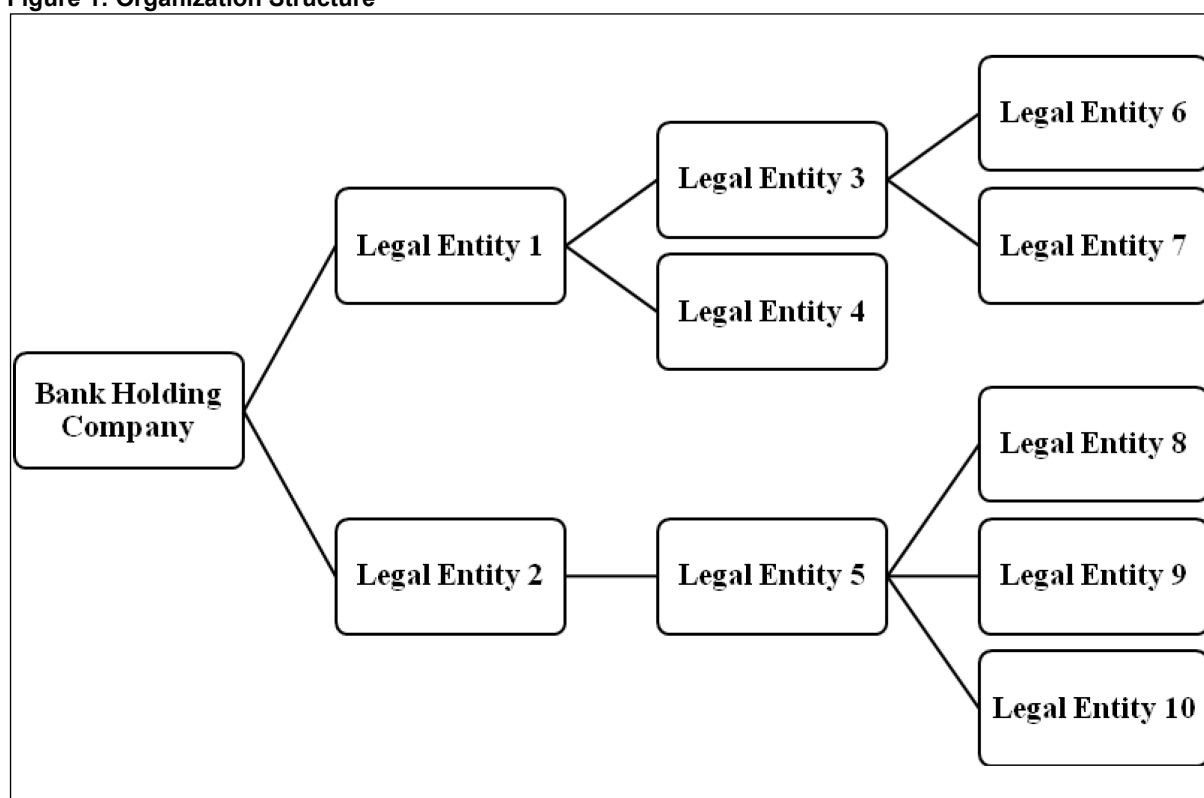 Figure 1: Organization Structure
Legal Entity 6
Legal Entity 3
Legal Entity 1
Legal Entity 7
Legal Entity 4
Bank Holding
Company
Legal Entity 8
Legal Entity 2
Legal Entity 5
Legal Entity 9
Legal Entity 10